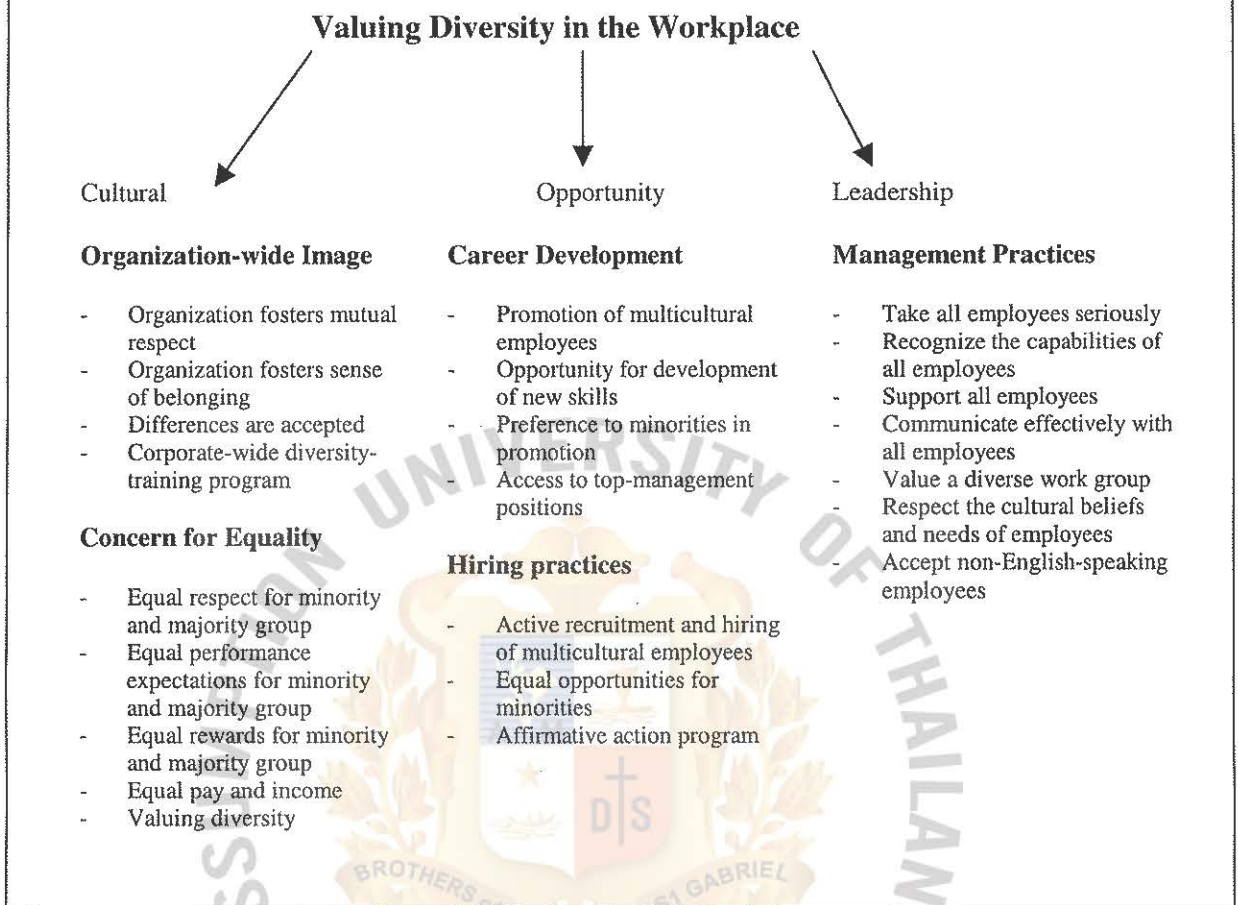 Valuing Diversity in the Workplace
Cultural
Organization-wide Image
- Organization fosters mutual
respect
- Organization fosters sense
of belonging
- Differences are accepted
- Corporate-wide diversity-
training program
Concern for Equality
- Equal respect for minority
and majority group
- Equal performance
expectations for minority
and majority group
- Equal rewards for minority
and majority group
- Equal pay and income
- Valuing diversity
Opportunity
Career Development
- Promotion of multicultural
employees
- Opportunity for development
of new skills
- Preference to minorities in
promotion
- Access to top-management
positions
Hiring practices
- Active recruitment and hiring
of multicultural employees
- Equal opportunities for
minorities
- Affirmative action program
Leadership
Management Practices
- Take all employees seriously
- Recognize the capabilities of
all employees
- Support all employees
- Communicate effectively with
all employees
- Value a diverse work group
- Respect the cultural beliefs
and needs of employees
- Accept non-English-speaking
employees
UNIVERSITY OF
D S
BROTHERS
GABRIEL